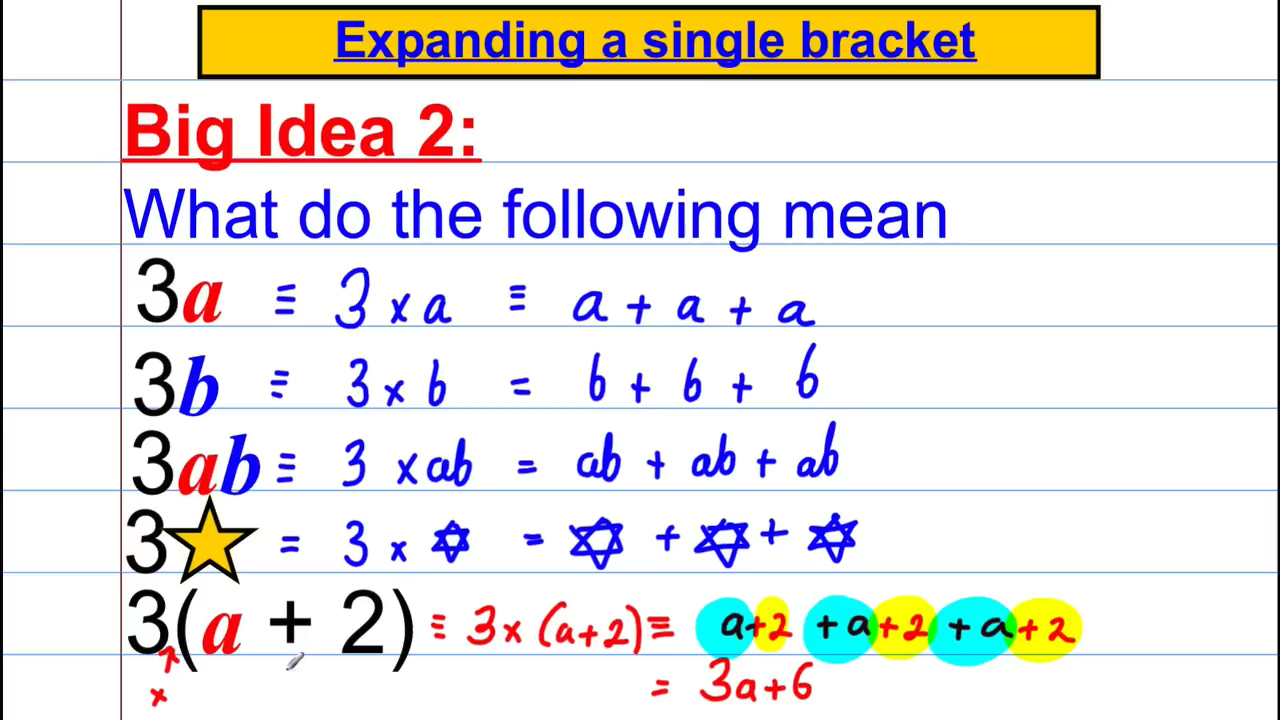 Expanding a single bracket
Big Idea 2:
What do the following mean
3a ≡ 3 × a ≡ a + a + a
3b ≡ 3 × b = b + b + b
3ab ≡ 3 × ab = ab + ab + ab
3★ = 3 × ✡ = ✡ + ✡ + ✡
3(a + 2) ≡ 3 × (a+2) ≡ a+2 +a+2 +a+2
× = 3a+6